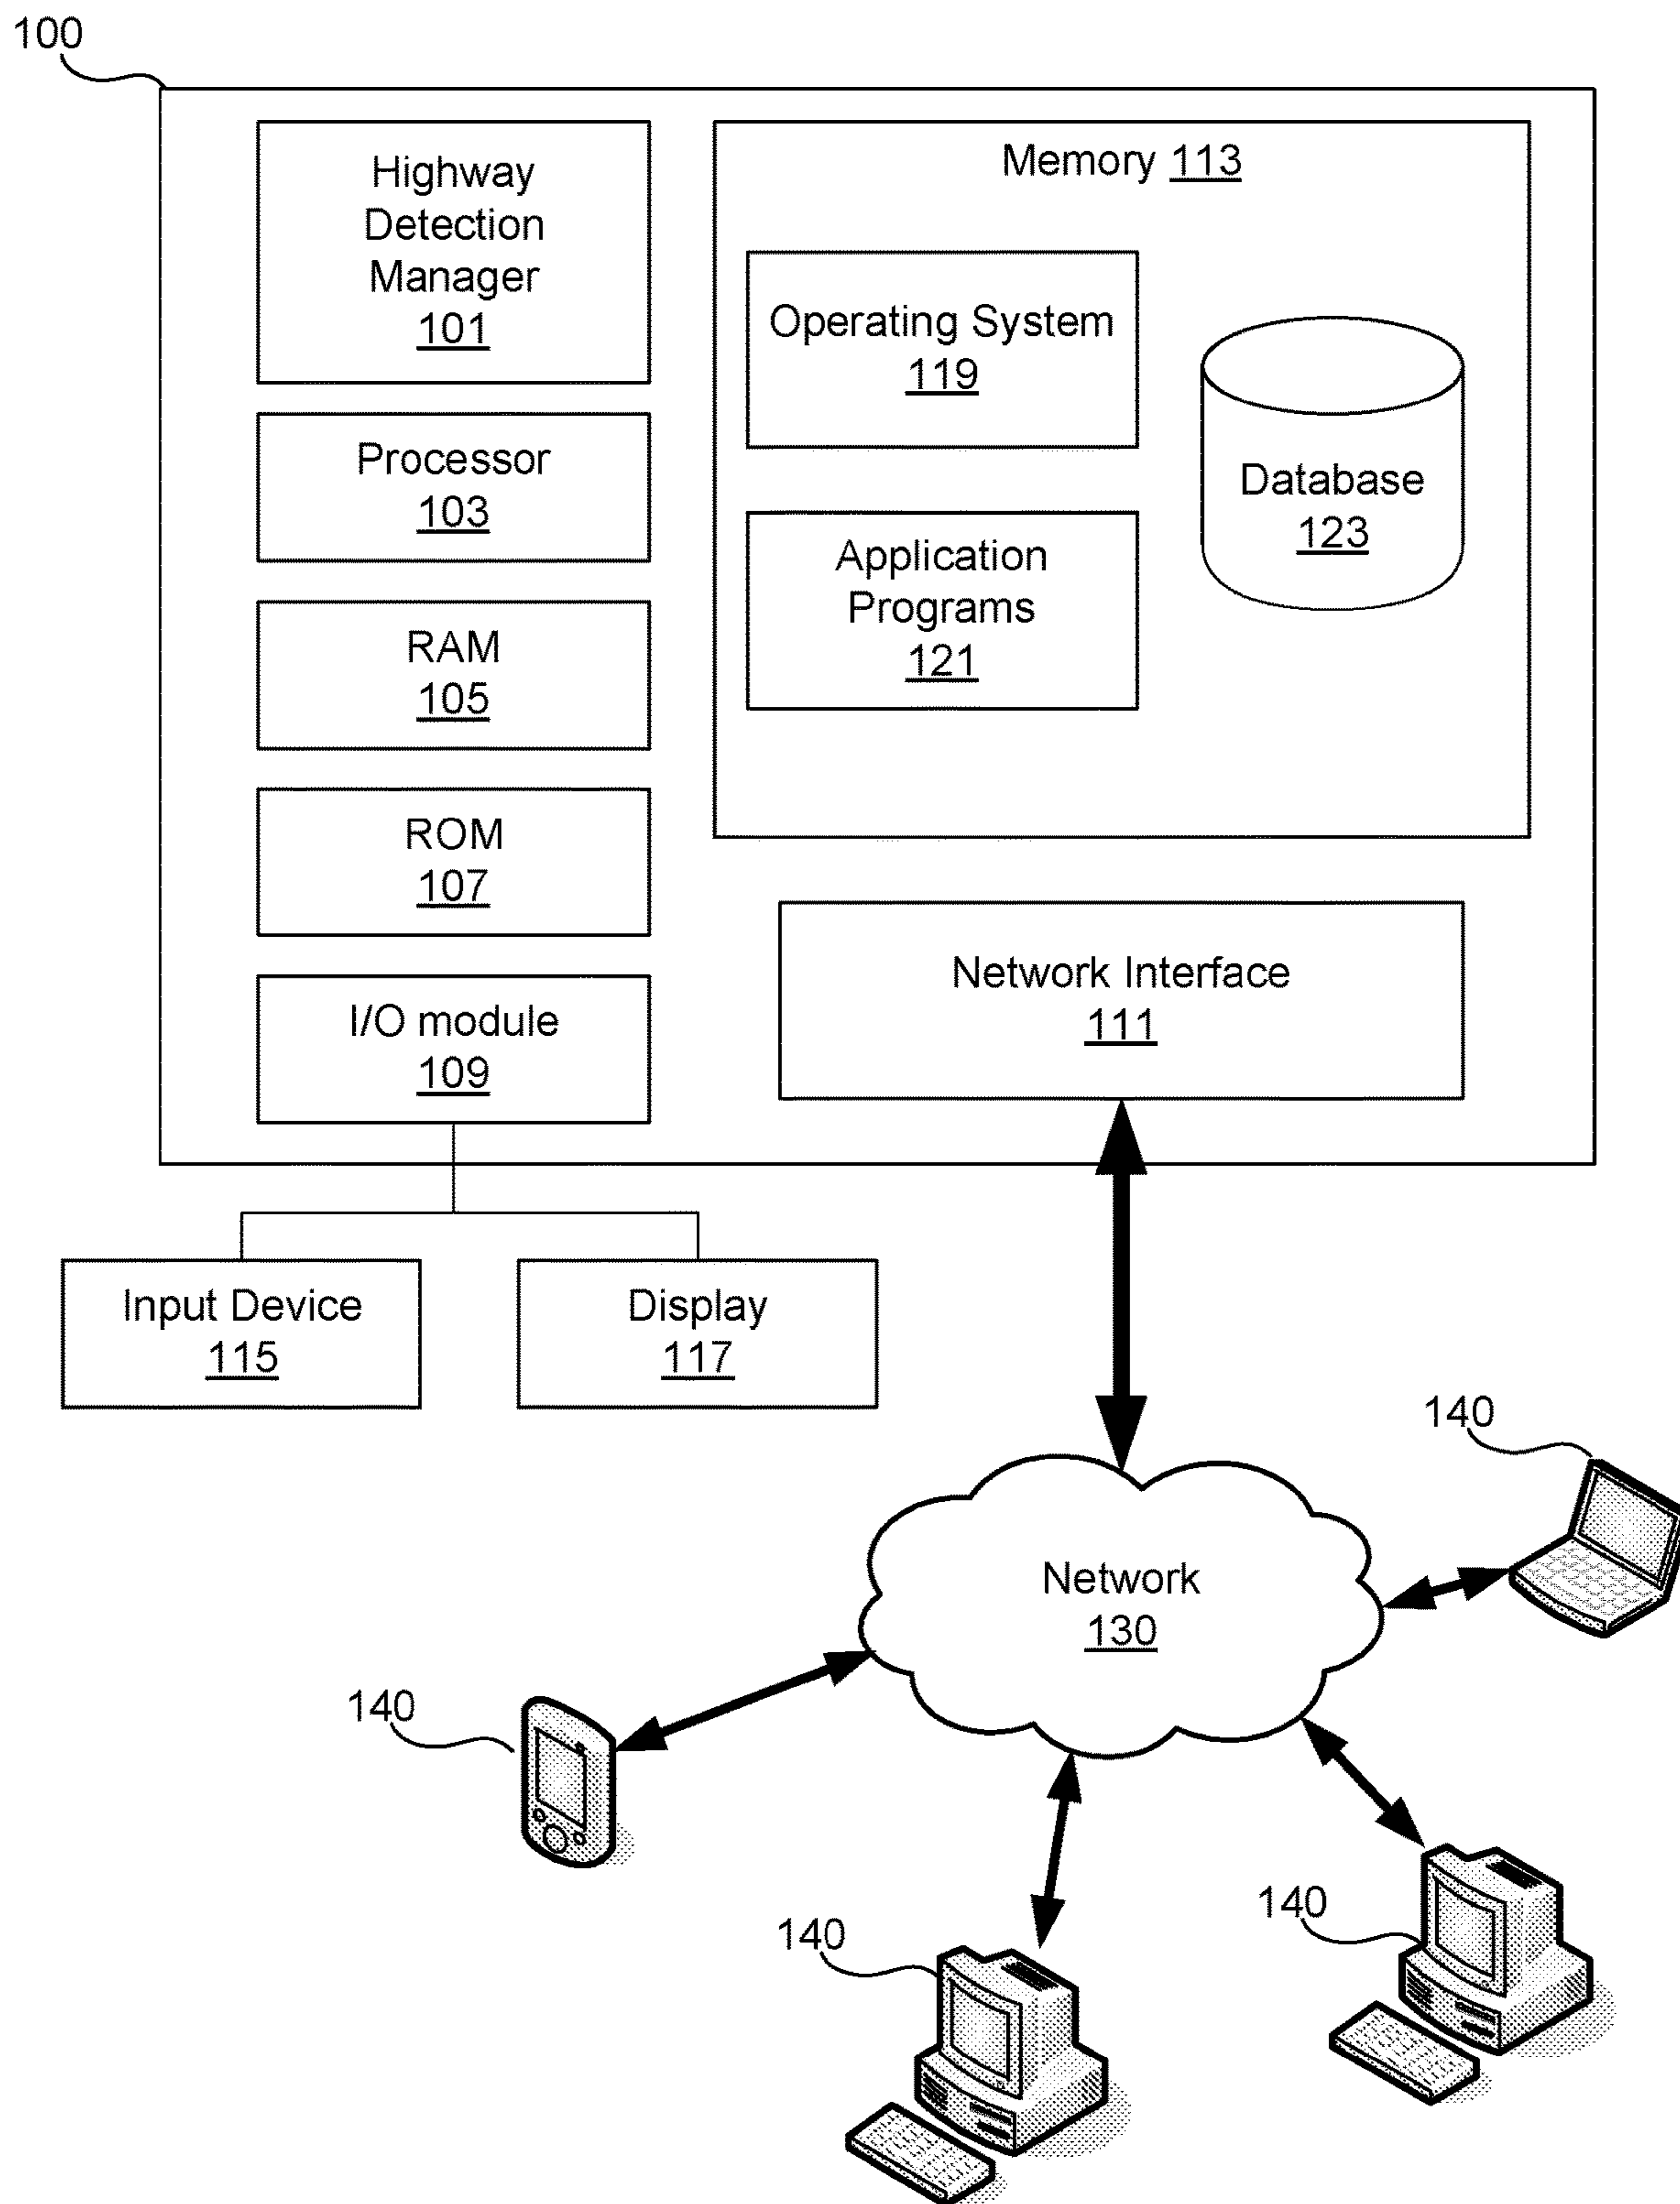 100
Highway
Detection
Manager
101
Processor
103
RAM
105
ROM
107
I/O module
109
Memory 113
Operating System
119
Application
Programs
121
Database
123
Network Interface
111
Input Device
115
Display
117
Network
130
140
140
140
140